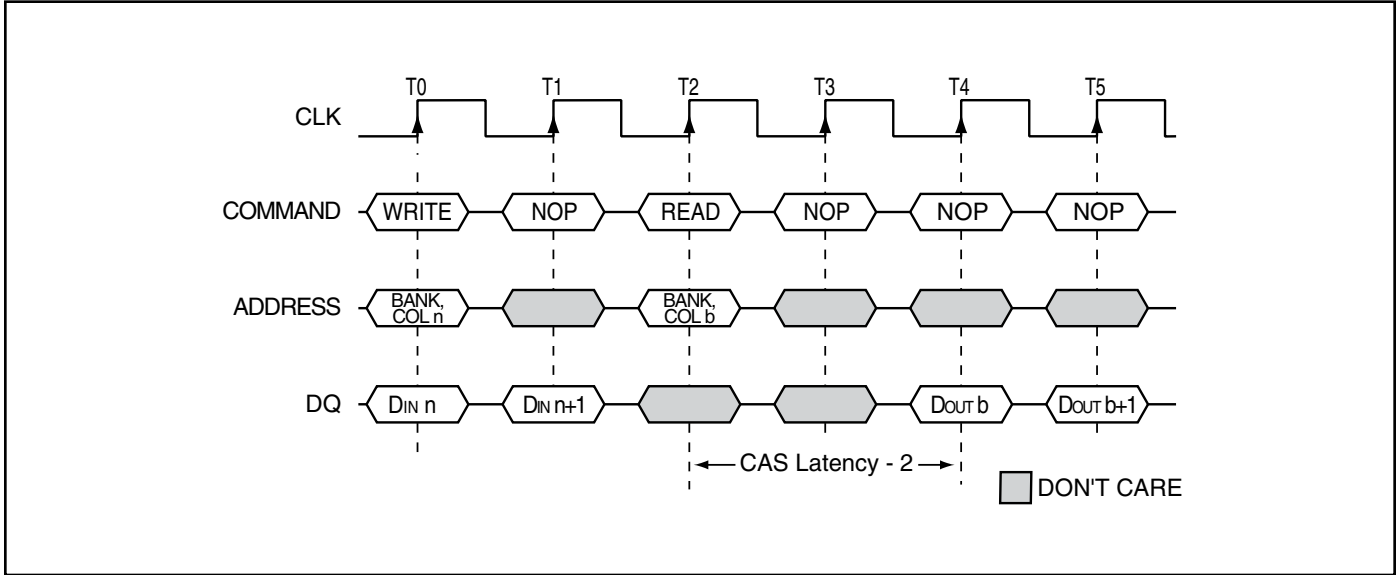 T0 T1 T2 T3 T4 T5
CLK
COMMAND WRITE NOP READ NOP NOP NOP
ADDRESS BANK, COL n BANK, COL b
DQ DIN n DIN n+1 DOUT b DOUT b+1
CAS Latency - 2
DON'T CARE